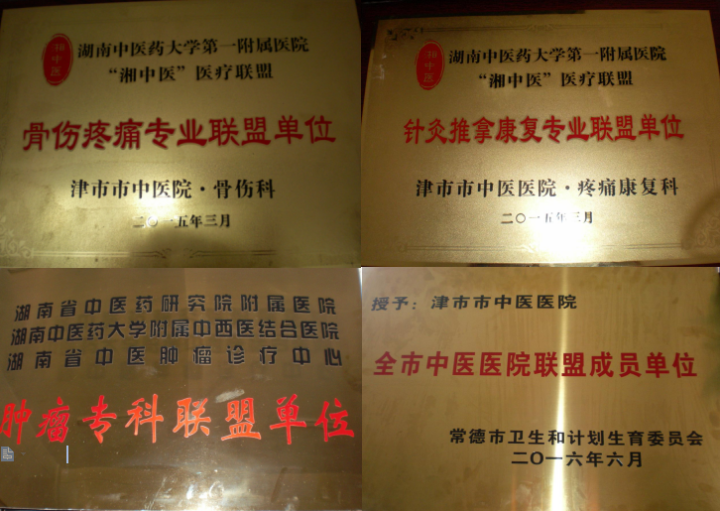 湘中医
湖南中医药大学第一附属医院
“湘中医”医疗联盟
骨伤疼痛专业联盟单位
津市市中医院·骨伤科
二〇一五年三月
湘中医
湖南中医药大学第一附属医院
“湘中医”医疗联盟
针灸推拿康复专业联盟单位
津市市中医医院·疼痛康复科
二〇一五年三月
湖南省中医药研究院附属医院
湖南中医药大学附属中西医结合医院
湖南省中医肿瘤诊疗中心
肿瘤专科联盟单位
授予：津市市中医医院
全市中医医院联盟成员单位
常德市卫生和计划生育委员会
二〇一六年六月